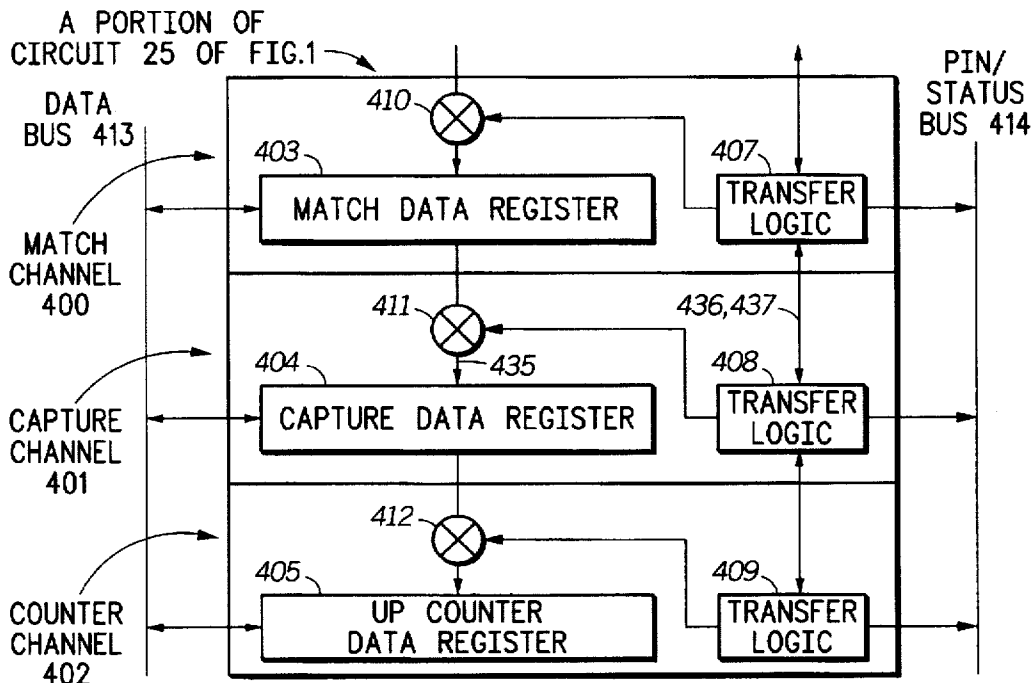 A PORTION OF
CIRCUIT 25 OF FIG.1
DATA
BUS 413
PIN/
STATUS
BUS 414
410
403
MATCH DATA REGISTER
407
TRANSFER
LOGIC
MATCH
CHANNEL
400
411
436,437
435
404
CAPTURE DATA REGISTER
408
TRANSFER
LOGIC
CAPTURE
CHANNEL
401
412
405
UP COUNTER
DATA REGISTER
409
TRANSFER
LOGIC
COUNTER
CHANNEL
402